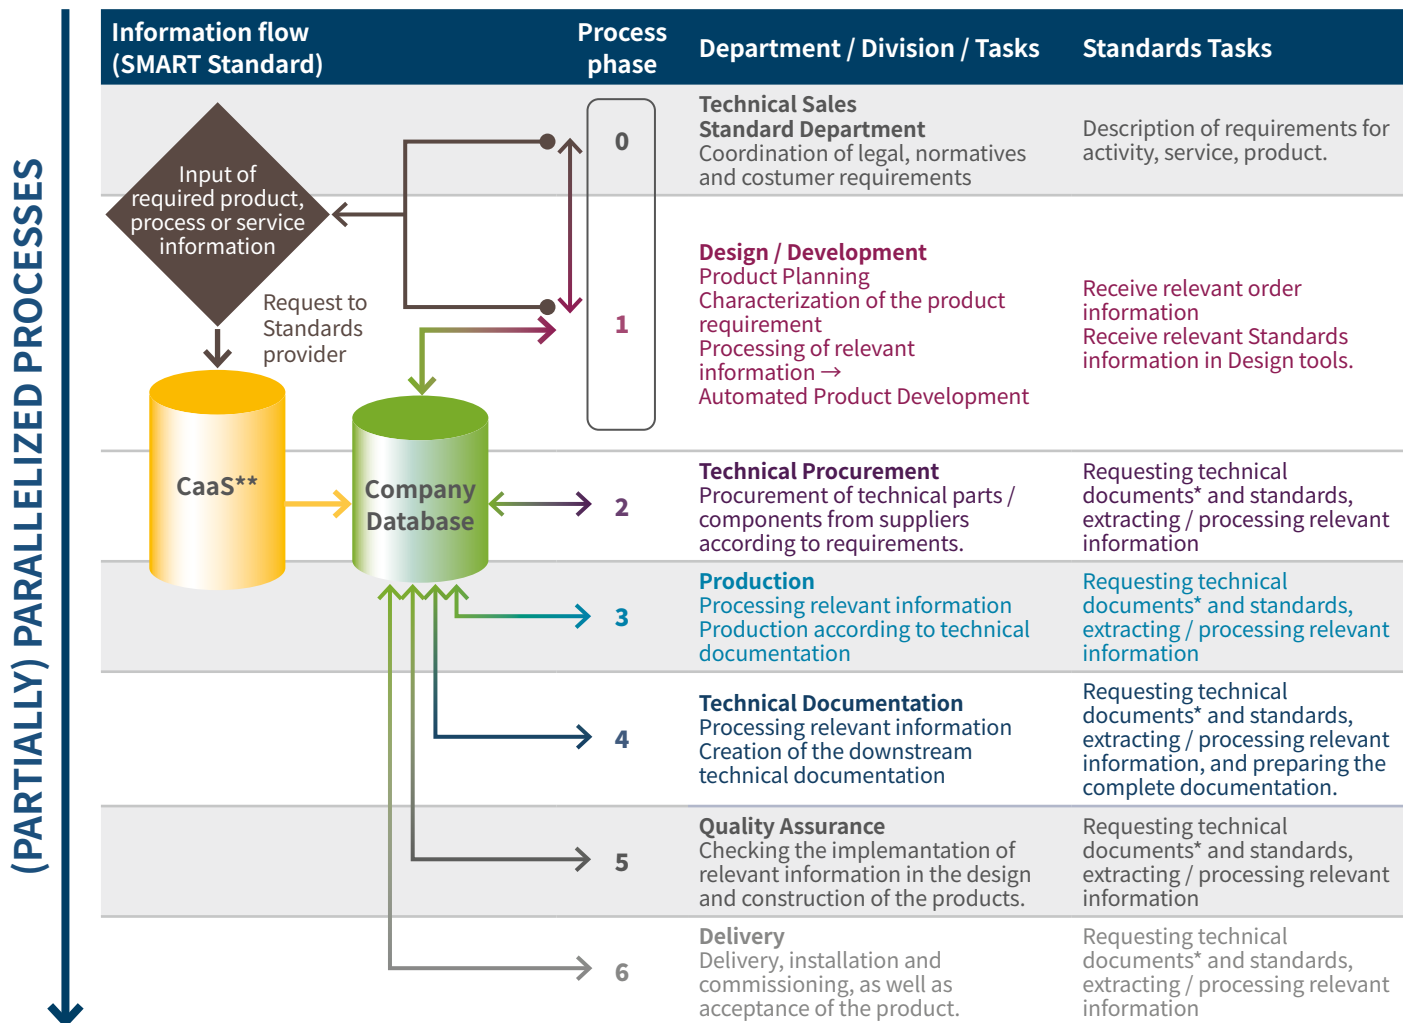 (PARTIALLY) PARALLELIZED PROCESSES
Information flow
(SMART Standard)
Process
phase
Department / Division / Tasks
Standards Tasks
Input of
required product,
process or service
information
Request to
Standards
provider
CaaS**
Company
Database
0
Technical Sales
Standard Department
Coordination of legal, normatives
and costumer requirements
Description of requirements for
activity, service, product.
1
Design / Development
Product Planning
Characterization of the product
requirement
Processing of relevant
information →
Automated Product Development
Receive relevant order
information
Receive relevant Standards
information in Design tools.
2
Technical Procurement
Procurement of technical parts /
components from suppliers
according to requirements.
Requesting technical
documents* and standards,
extracting / processing relevant
information
3
Production
Processing relevant information
Production according to technical
documentation
Requesting technical
documents* and standards,
extracting / processing relevant
information
4
Technical Documentation
Processing relevant information
Creation of the downstream
technical documentation
Requesting technical
documents* and standards,
extracting / processing relevant
information, and preparing the
complete documentation.
5
Quality Assurance
Checking the implemantation of
relevant information in the design
and construction of the products.
Requesting technical
documents* and standards,
extracting / processing relevant
information
6
Delivery
Delivery, installation and
commissioning, as well as
acceptance of the product.
Requesting technical
documents* and standards,
extracting / processing relevant
information